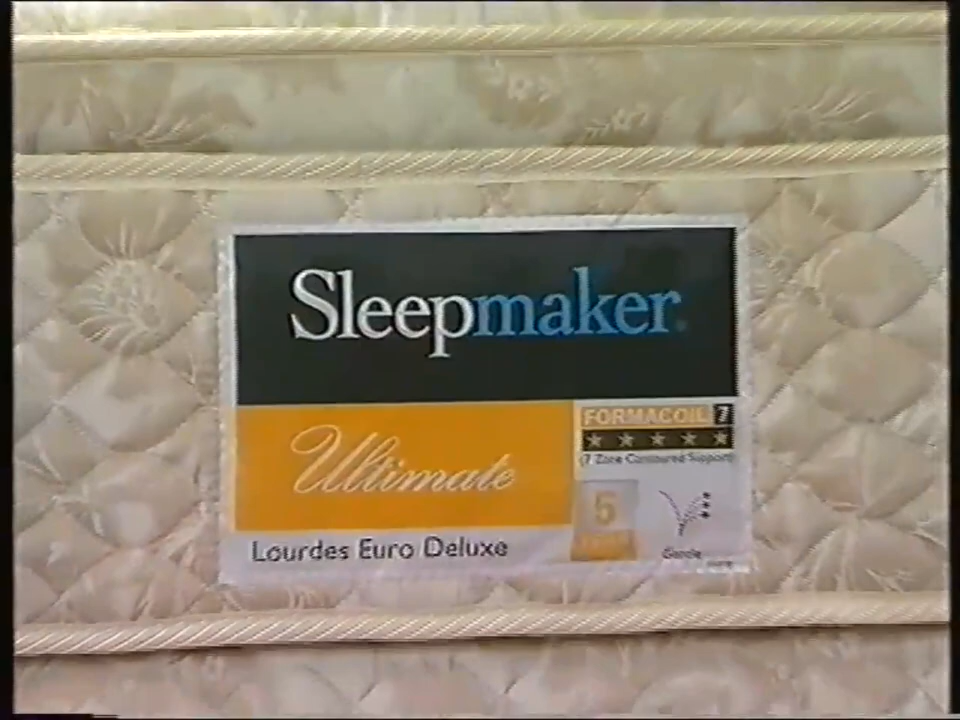 Sleepmaker
Ultimate
FORMACOIL 7
(7 Zone Contoured Support)
5
Lourdes Euro Deluxe